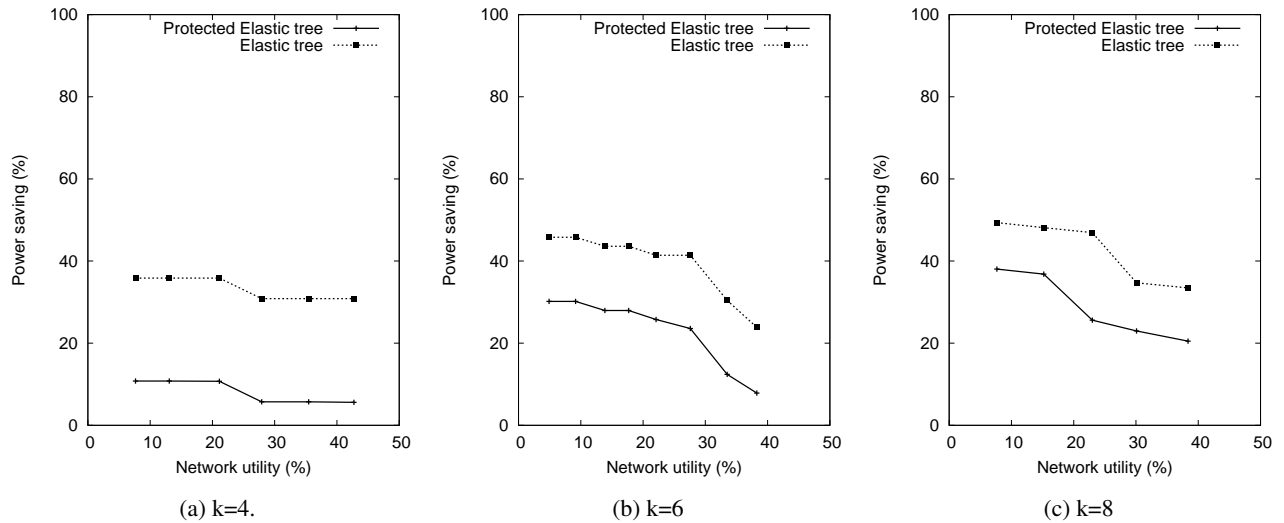 100
80
60
40
20
0
0 10 20 30 40 50
Power saving (%)
Network utility (%)
Protected Elastic tree
Elastic tree
(a) k=4.
100
80
60
40
20
0
0 10 20 30 40 50
Power saving (%)
Network utility (%)
Protected Elastic tree
Elastic tree
(b) k=6
100
80
60
40
20
0
0 10 20 30 40 50
Power saving (%)
Network utility (%)
Protected Elastic tree
Elastic tree
(c) k=8